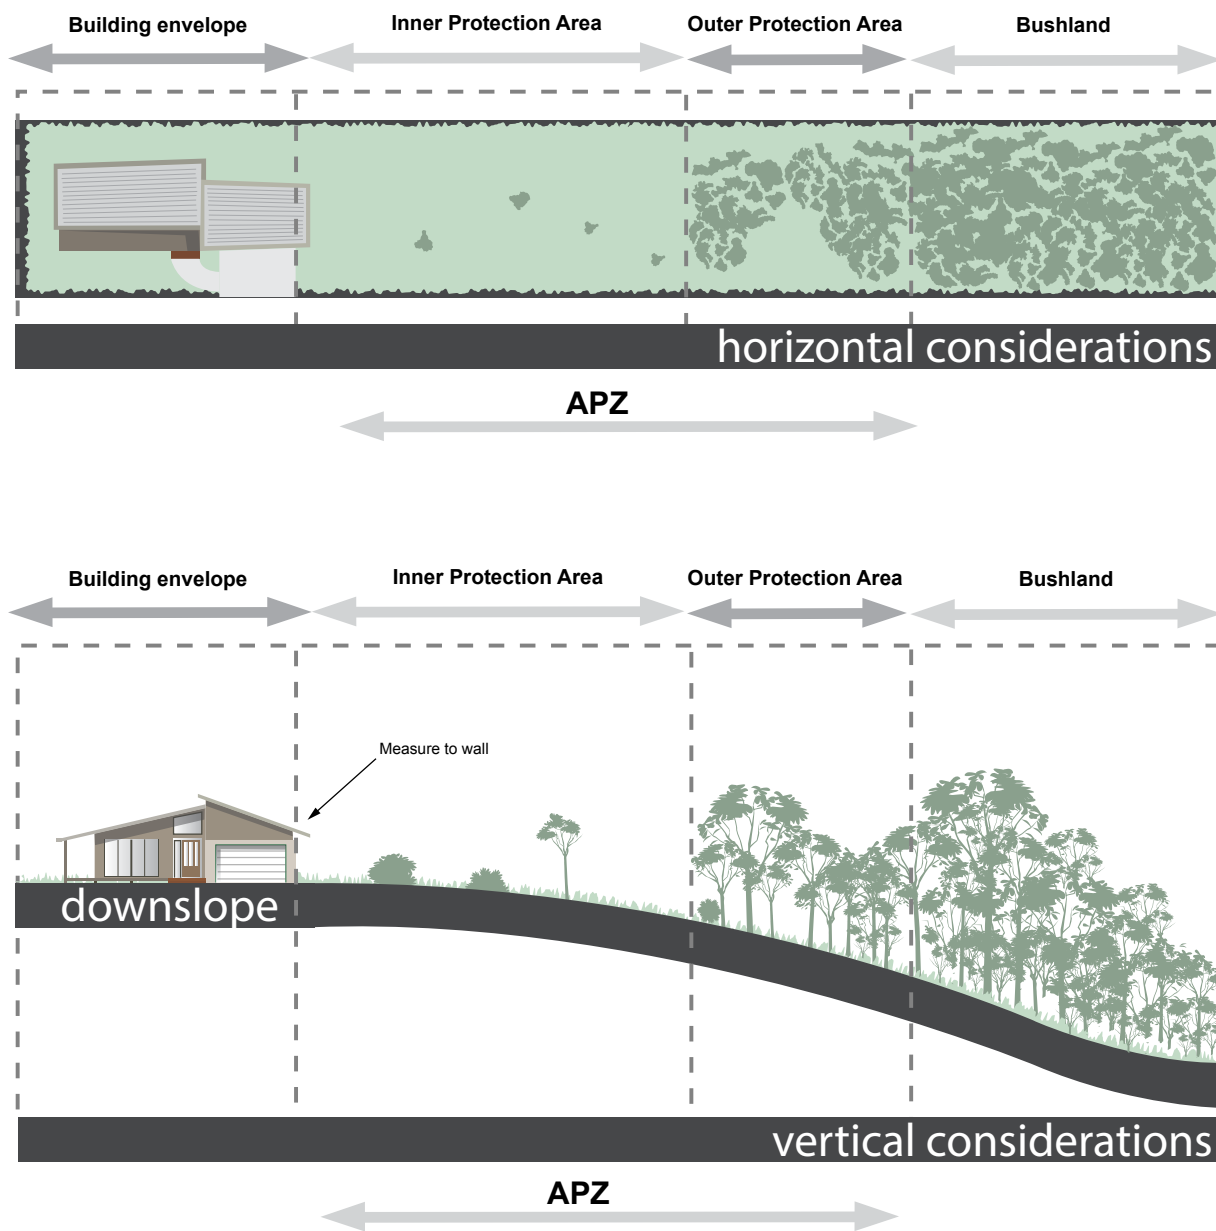 Building envelope
Inner Protection Area
Outer Protection Area
Bushland
horizontal considerations
APZ
Building envelope
Inner Protection Area
Outer Protection Area
Bushland
Measure to wall
downslope
vertical considerations
APZ